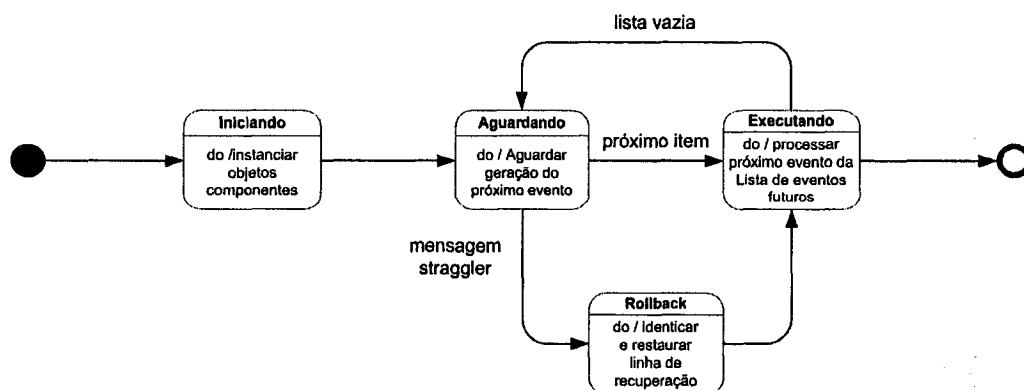 lista vazia
Iniciando
do /instanciar
objetos
componentes
Aguardando
do / Aguardar
geração do
próximo evento
próximo item
Executando
do / processar
próximo evento da
Lista de eventos
futuros
mensagem
straggler
Rollback
do / Identicar
e restaurar
linha de
recuperação